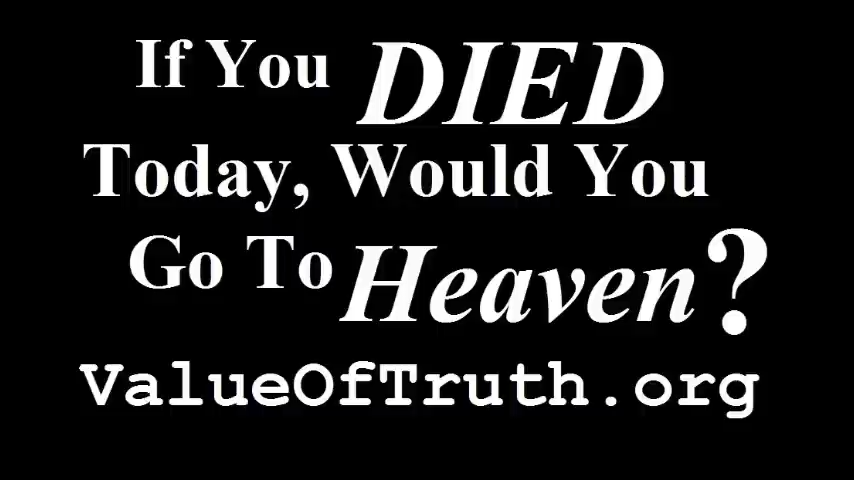 If You DIED
Today, Would You
Go To Heaven?
ValueOfTruth.org